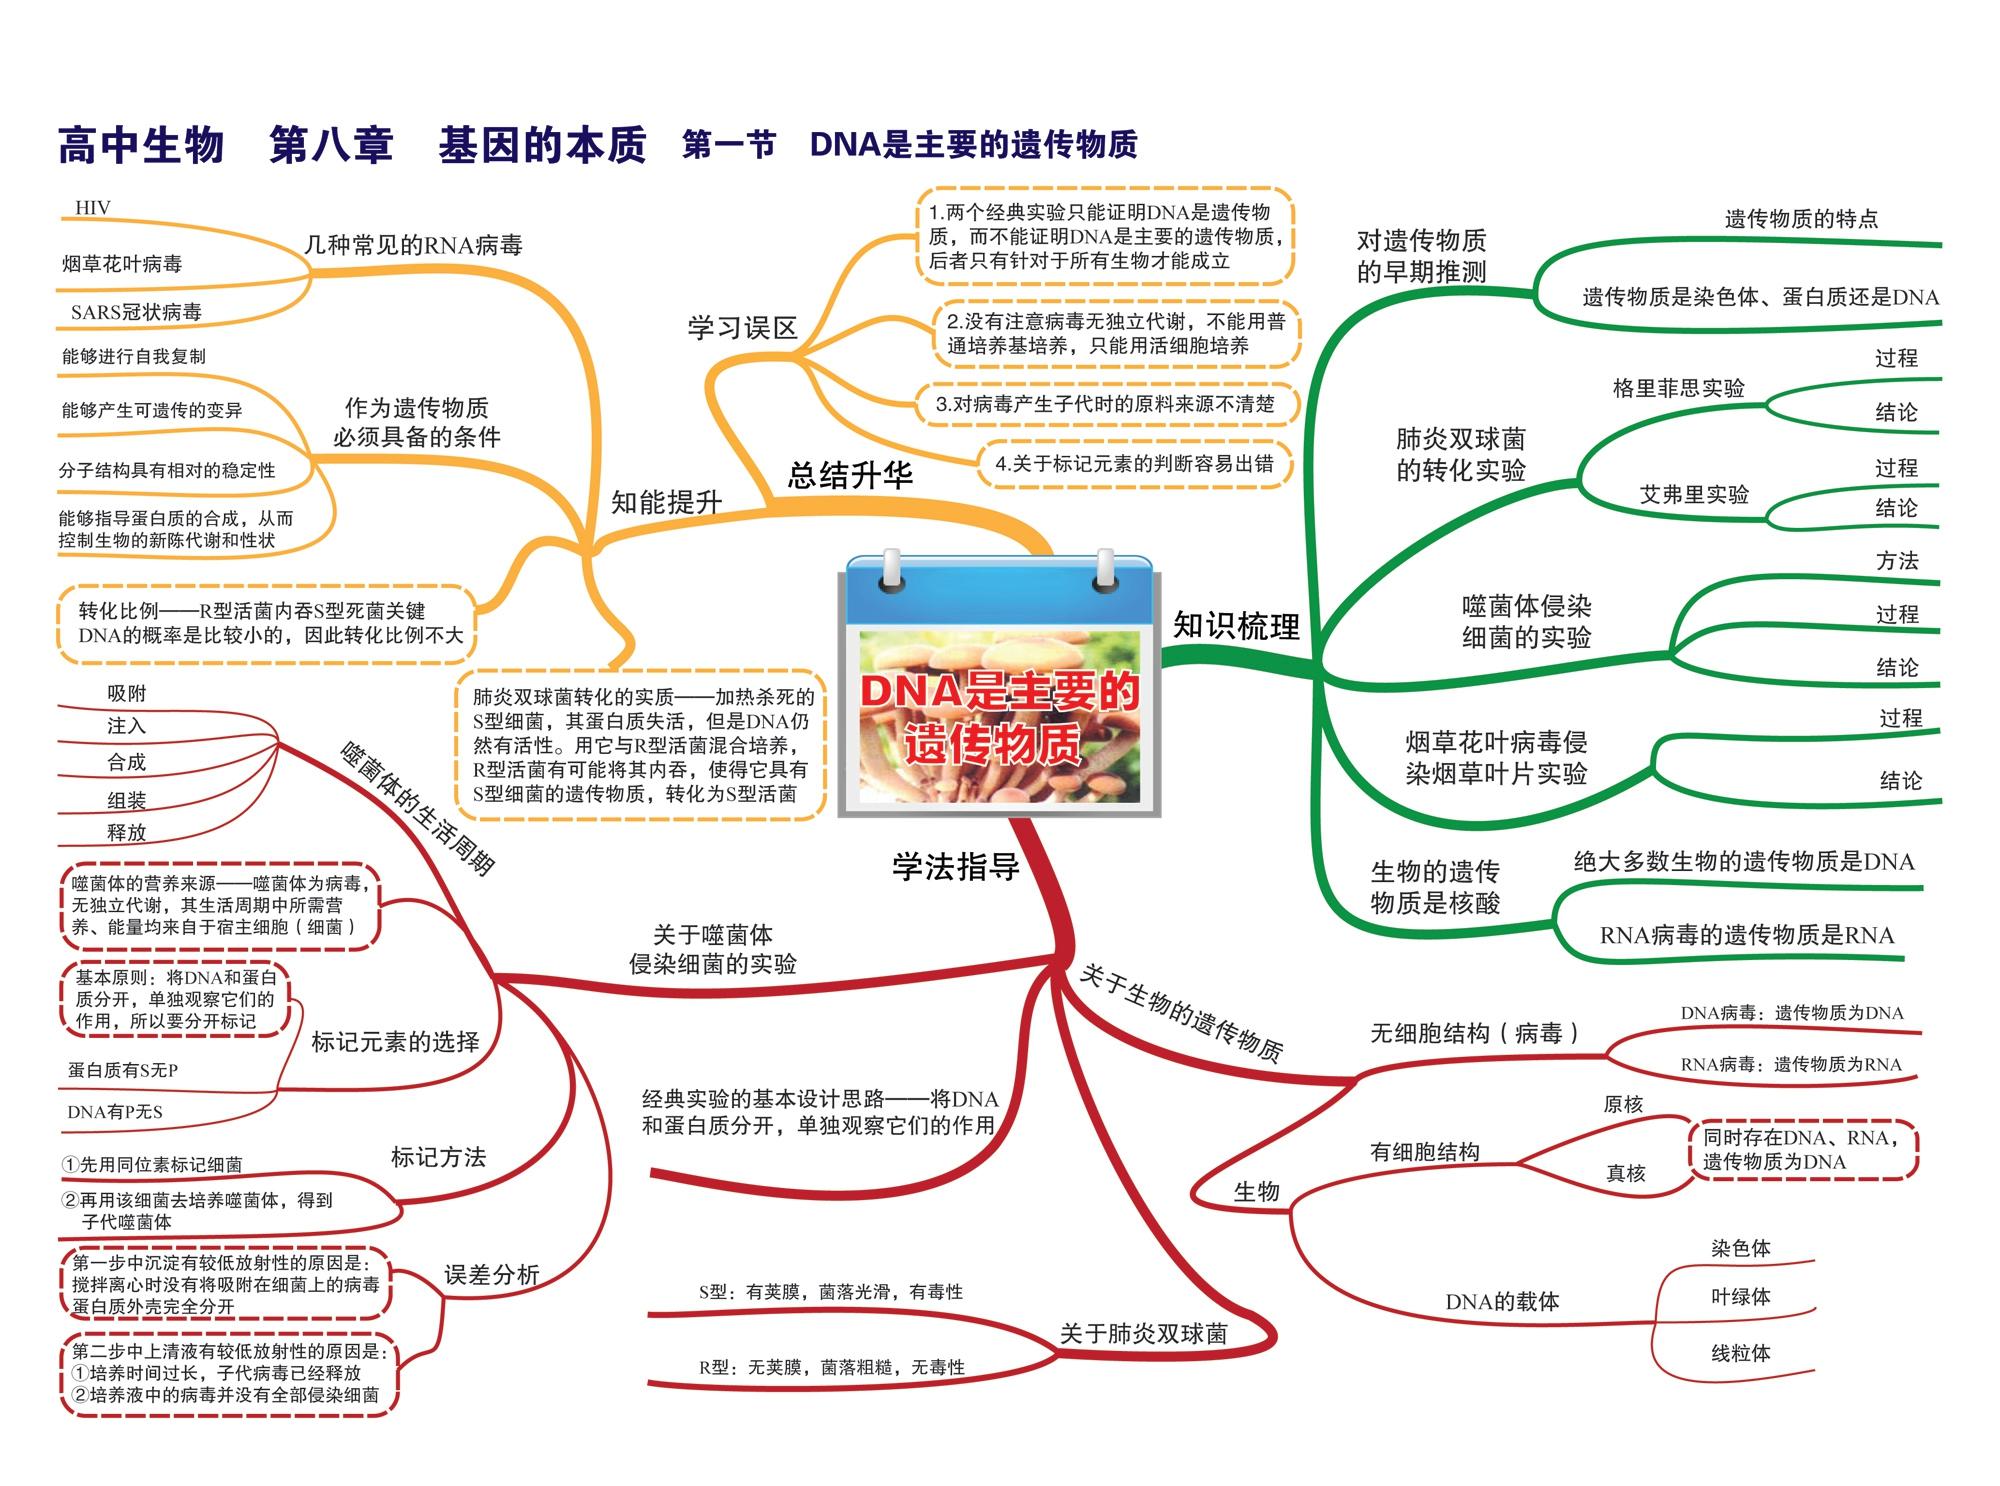 高中生物 第八章 基因的本质 第一节 DNA是主要的遗传物质
HIV
烟草花叶病毒
SARS冠状病毒
几种常见的RNA病毒
能够进行自我复制
能够产生可遗传的变异
分子结构具有相对的稳定性
能够指导蛋白质的合成，从而
控制生物的新陈代谢和性状
作为遗传物质
必须具备的条件
转化比例——R型活菌内吞S型死菌关键
DNA的概率是比较小的，因此转化比例不大
肺炎双球菌转化的实质——加热杀死的
S型细菌，其蛋白质失活，但是DNA仍
然有活性。用它与R型活菌混合培养，
R型活菌有可能将其内吞，使得它具有
S型细菌的遗传物质，转化为S型活菌
知能提升
总结升华
学习误区
1.两个经典实验只能证明DNA是遗传物
质，而不能证明DNA是主要的遗传物质，
后者只有针对于所有生物才能成立
2.没有注意病毒无独立代谢，不能用普
通培养基培养，只能用活细胞培养
3.对病毒产生子代时的原料来源不清楚
4.关于标记元素的判断容易出错
DNA是主要的
遗传物质
知识梳理
对遗传物质
的早期推测
遗传物质的特点
遗传物质是染色体、蛋白质还是DNA
肺炎双球菌
的转化实验
格里菲思实验
过程
结论
艾弗里实验
过程
结论
噬菌体侵染
细菌的实验
方法
过程
结论
烟草花叶病毒侵
染烟草叶片实验
过程
结论
生物的遗传
物质是核酸
绝大多数生物的遗传物质是DNA
RNA病毒的遗传物质是RNA
学法指导
噬菌体的生活周期
吸附
注入
合成
组装
释放
噬菌体的营养来源——噬菌体为病毒，
无独立代谢，其生活周期中所需营
养、能量均来自于宿主细胞（细菌）
关于噬菌体
侵染细菌的实验
基本原则：将DNA和蛋白
质分开，单独观察它们的
作用，所以要分开标记
标记元素的选择
蛋白质有S无P
DNA有P无S
标记方法
①先用同位素标记细菌
②再用该细菌去培养噬菌体，得到
子代噬菌体
误差分析
第一步中沉淀有较低放射性的原因是：
搅拌离心时没有将吸附在细菌上的病毒
蛋白质外壳完全分开
第二步中上清液有较低放射性的原因是：
①培养时间过长，子代病毒已经释放
②培养液中的病毒并没有全部侵染细菌
经典实验的基本设计思路——将DNA
和蛋白质分开，单独观察它们的作用
S型：有荚膜，菌落光滑，有毒性
R型：无荚膜，菌落粗糙，无毒性
关于肺炎双球菌
关于生物的遗传物质
无细胞结构（病毒）
DNA病毒：遗传物质为DNA
RNA病毒：遗传物质为RNA
生物
有细胞结构
原核
真核
同时存在DNA、RNA，
遗传物质为DNA
DNA的载体
染色体
叶绿体
线粒体